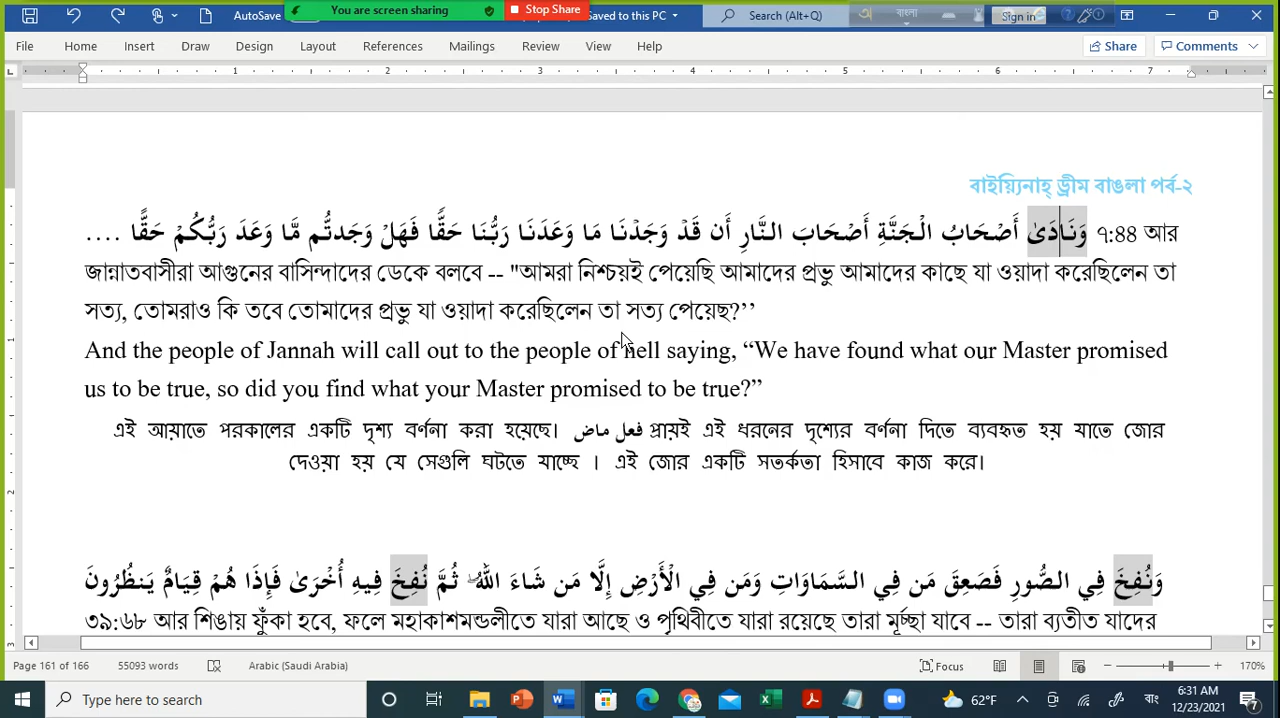 You are screen sharing
Stop Share
AutoSave
Saved to this PC
Search (Alt+Q)
বাংলা
Sign in
File Home Insert Draw Design Layout References Mailings Review View Help
Share Comments
1 2 3 4 5 6 7
বাইয়্যিনাহ্ ড্রীম বাঙলা পর্ব-২
وَنَادَىٰ أَصْحَابُ الْجَنَّةِ أَصْحَابَ النَّارِ أَن قَدْ وَجَدْنَا مَا وَعَدَنَا رَبُّنَا حَقًّا فَهَلْ وَجَدتُّم مَّا وَعَدَ رَبُّكُمْ حَقًّا .... ৭:৪৪ আর
জান্নাতবাসীরা আগুনের বাসিন্দাদের ডেকে বলবে -- "আমরা নিশ্চয়ই পেয়েছি আমাদের প্রভু আমাদের কাছে যা ওয়াদা করেছিলেন তা
সত্য, তোমরাও কি তবে তোমাদের প্রভু যা ওয়াদা করেছিলেন তা সত্য পেয়েছ?’’
And the people of Jannah will call out to the people of hell saying, “We have found what our Master promised
us to be true, so did you find what your Master promised to be true?”
এই আয়াতে পরকালের একটি দৃশ্য বর্ণনা করা হয়েছে। فعل ماض প্রায়ই এই ধরনের দৃশ্যের বর্ণনা দিতে ব্যবহৃত হয় যাতে জোর
দেওয়া হয় যে সেগুলি ঘটতে যাচ্ছে । এই জোর একটি সতর্কতা হিসাবে কাজ করে।
وَنُفِخَ فِي الصُّورِ فَصَعِقَ مَن فِي السَّمَاوَاتِ وَمَن فِي الْأَرْضِ إِلَّا مَن شَاءَ اللَّهُ ۖ ثُمَّ نُفِخَ فِيهِ أُخْرَىٰ فَإِذَا هُمْ قِيَامٌ يَنظُرُونَ
৩৯:৬৮ আর শিঙায় ফুঁকা হবে, ফলে মহাকাশমন্ডলীতে যারা আছে ও পৃথিবীতে যারা রয়েছে তারা মূর্চ্ছা যাবে -- তারা ব্যতীত যাদের
Page 161 of 166 55093 words Arabic (Saudi Arabia) Focus 170%
Type here to search
62°F
বাং
6:31 AM
12/23/2021
7